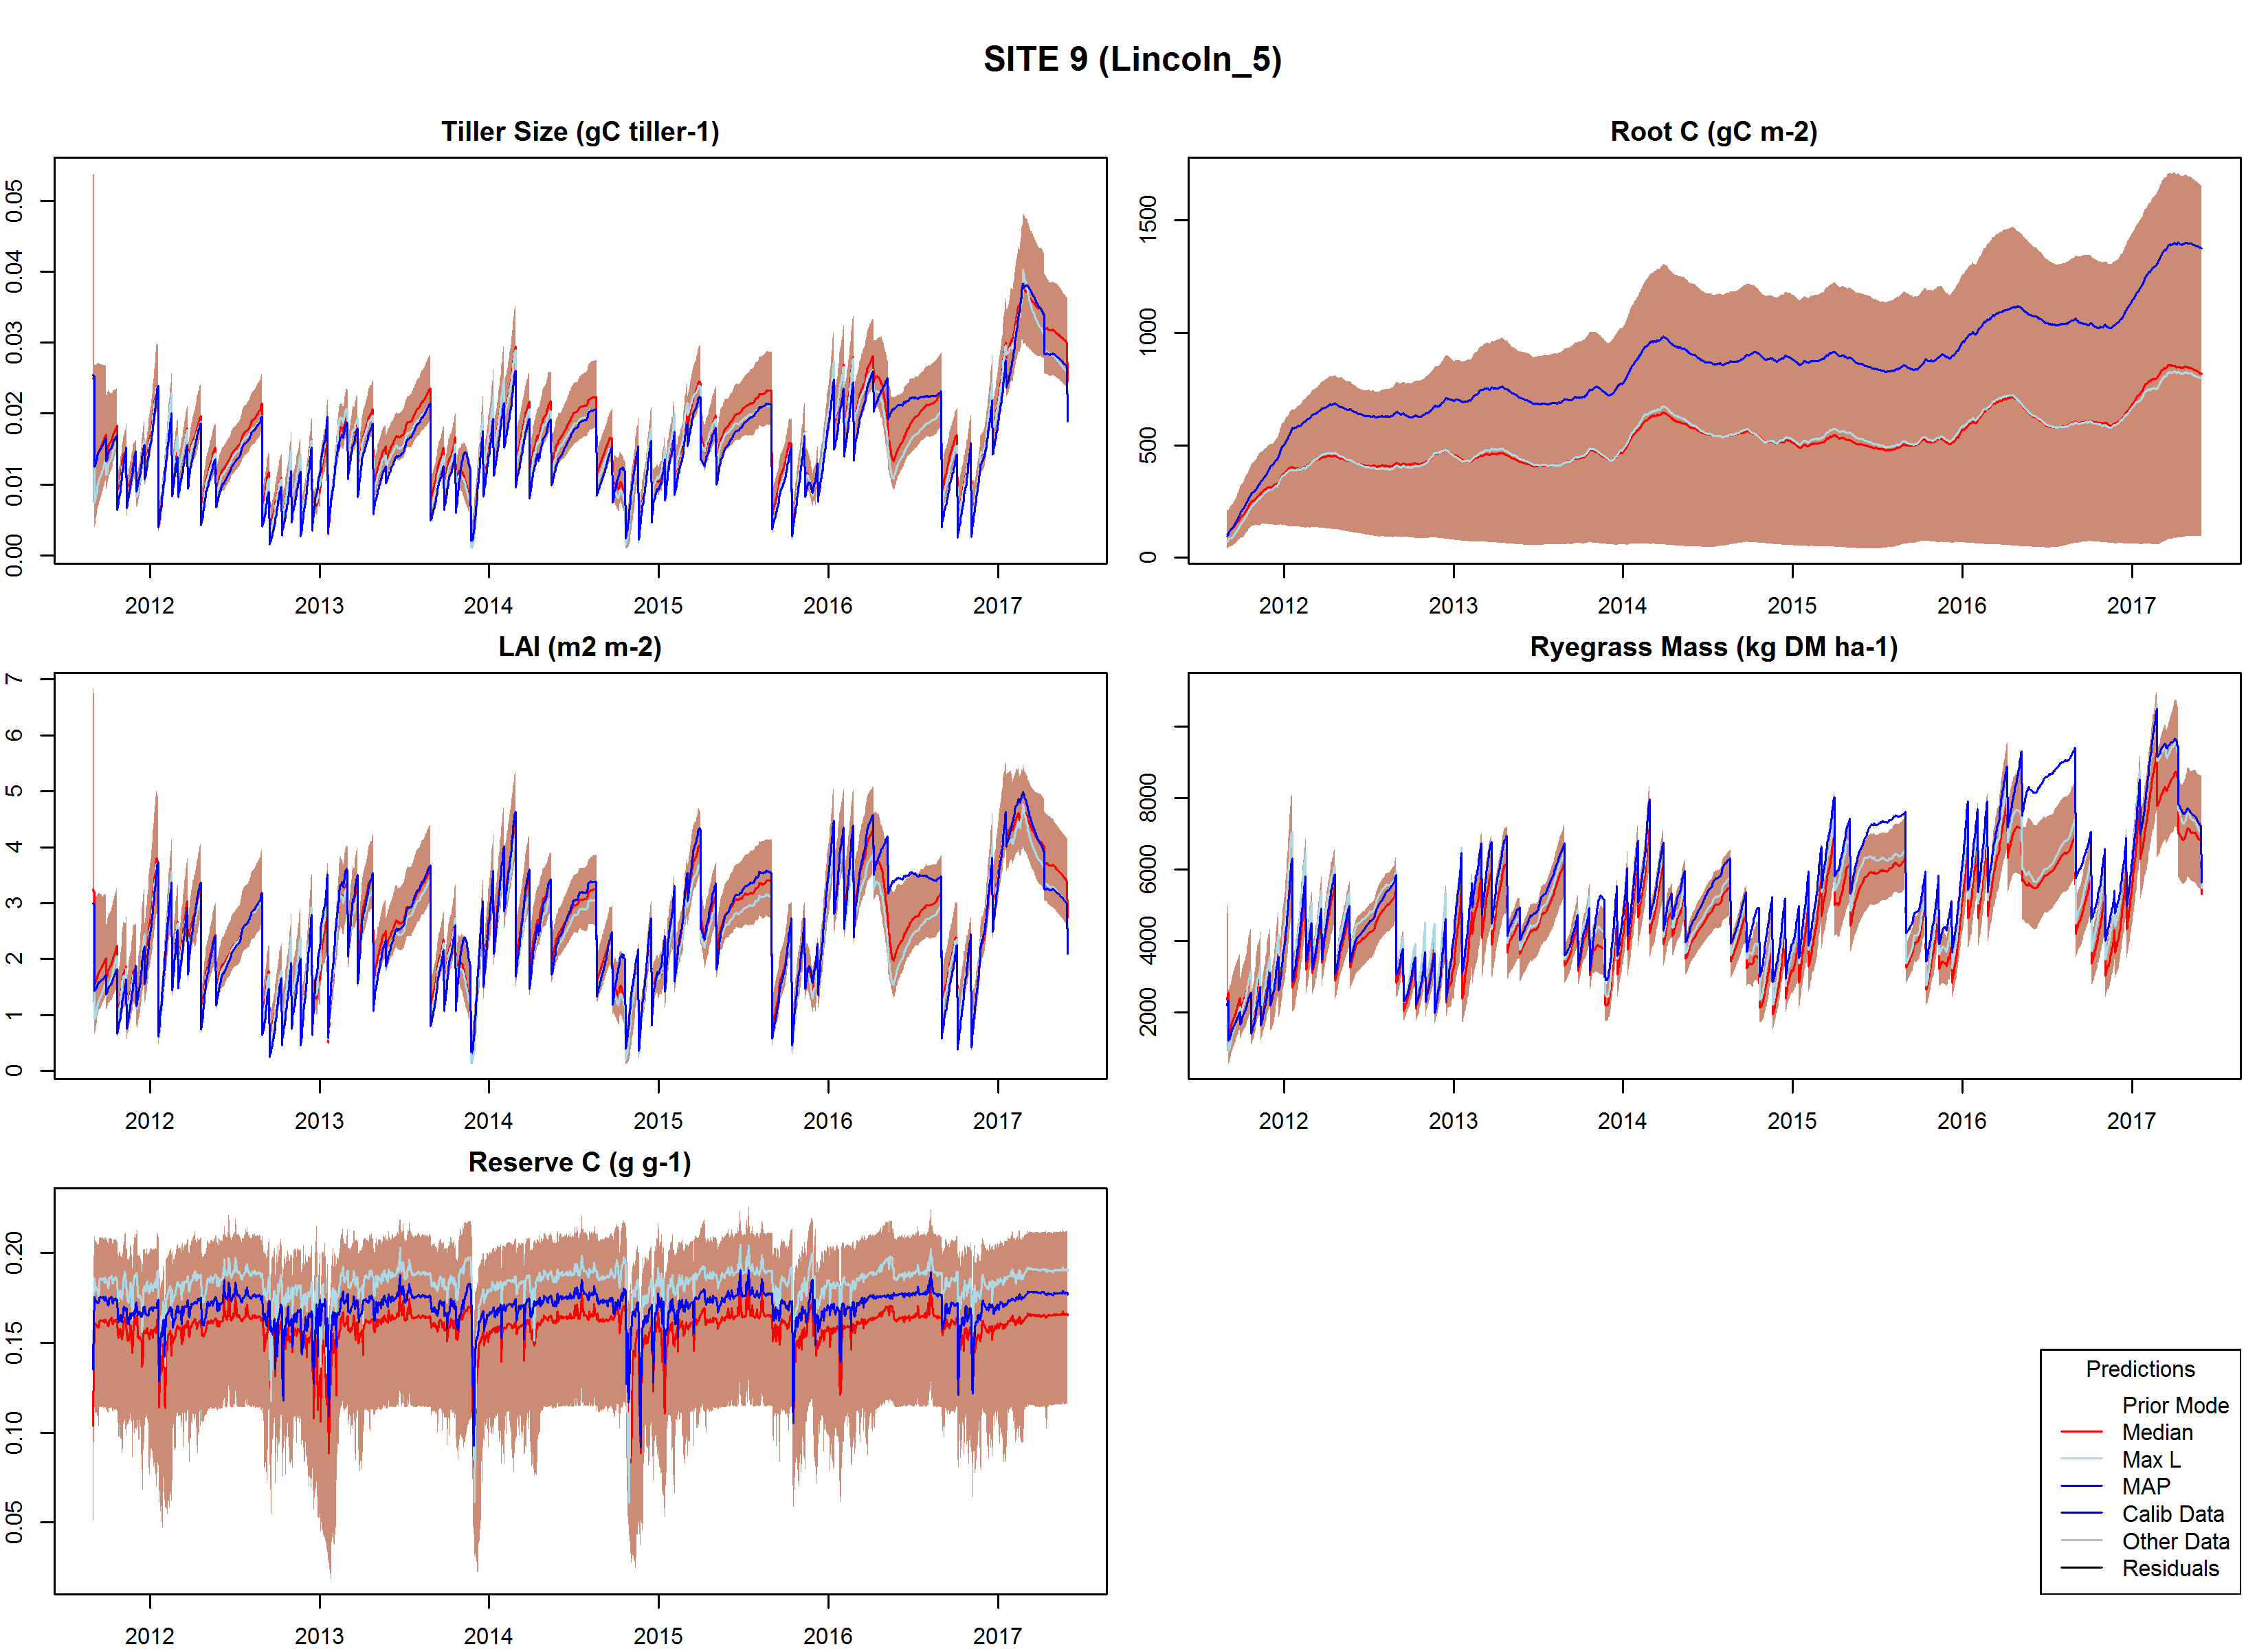 SITE 9 (Lincoln_5)
Tiller Size (gC tiller-1)
0.05
0.04
0.03
0.02
0.01
0.00
2012 2013 2014 2015 2016 2017
Root C (gC m-2)
1500
1000
500
0
2012 2013 2014 2015 2016 2017
LAI (m2 m-2)
7
6
5
4
3
2
1
0
2012 2013 2014 2015 2016 2017
Ryegrass Mass (kg DM ha-1)
8000
6000
4000
2000
2012 2013 2014 2015 2016 2017
Reserve C (g g-1)
0.20
0.15
0.10
0.05
2012 2013 2014 2015 2016 2017
Predictions
Prior Mode
Median
Max L
MAP
Calib Data
Other Data
Residuals